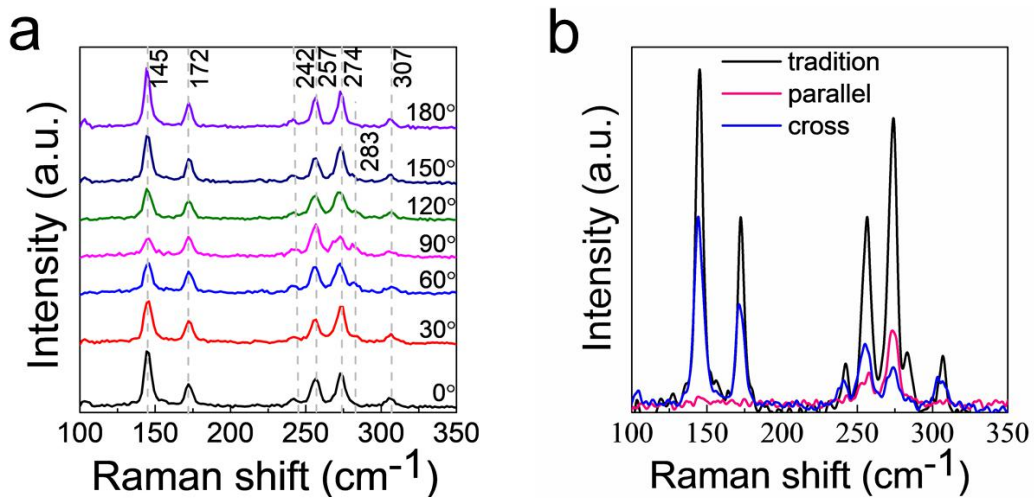 a
Intensity (a.u.)
145
172
242
257
274
283
307
180°
150°
120°
90°
60°
30°
0°
100 150 200 250 300 350
Raman shift (cm⁻¹)
b
Intensity (a.u.)
tradition
parallel
cross
100 150 200 250 300 350
Raman shift (cm⁻¹)